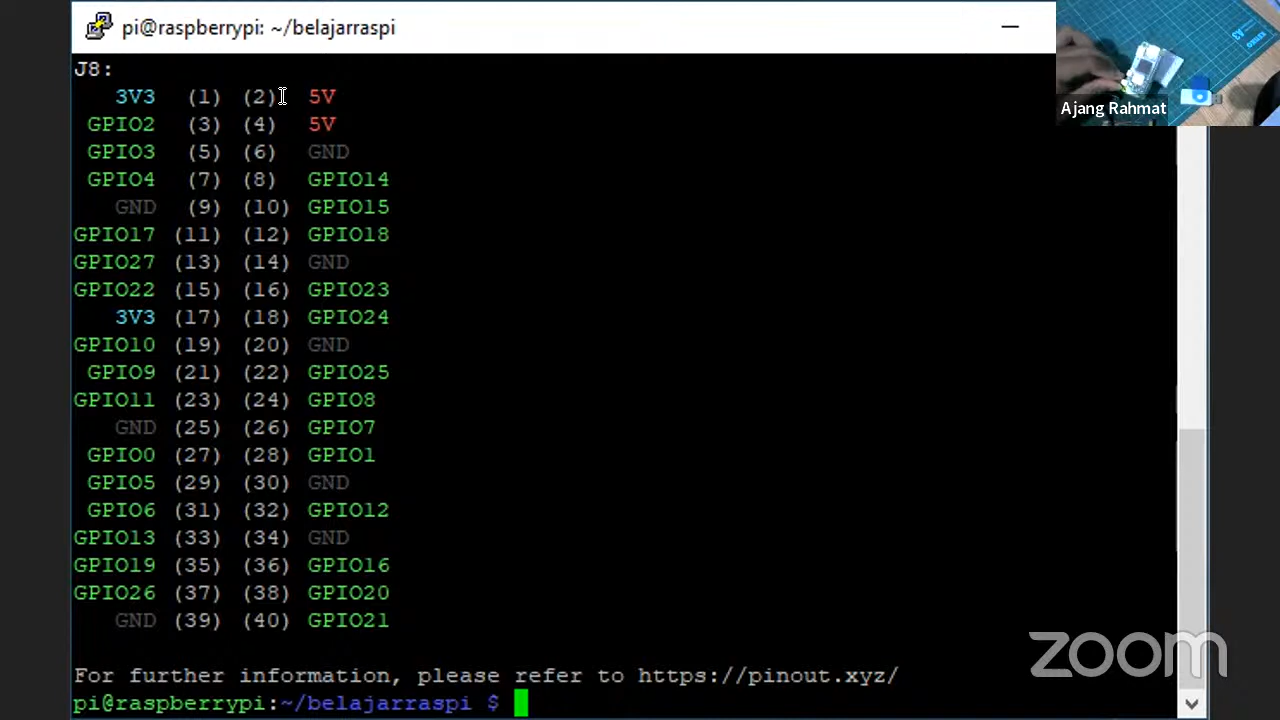 pi@raspberrypi: ~/belajarraspi
J8:
3V3 (1) (2) 5V
GPIO2 (3) (4) 5V
GPIO3 (5) (6) GND
GPIO4 (7) (8) GPIO14
GND (9) (10) GPIO15
GPIO17 (11) (12) GPIO18
GPIO27 (13) (14) GND
GPIO22 (15) (16) GPIO23
3V3 (17) (18) GPIO24
GPIO10 (19) (20) GND
GPIO9 (21) (22) GPIO25
GPIO11 (23) (24) GPIO8
GND (25) (26) GPIO7
GPIO0 (27) (28) GPIO1
GPIO5 (29) (30) GND
GPIO6 (31) (32) GPIO12
GPIO13 (33) (34) GND
GPIO19 (35) (36) GPIO16
GPIO26 (37) (38) GPIO20
GND (39) (40) GPIO21
For further information, please refer to https://pinout.xyz/
pi@raspberrypi:~/belajarraspi $
Ajang Rahmat
zoom